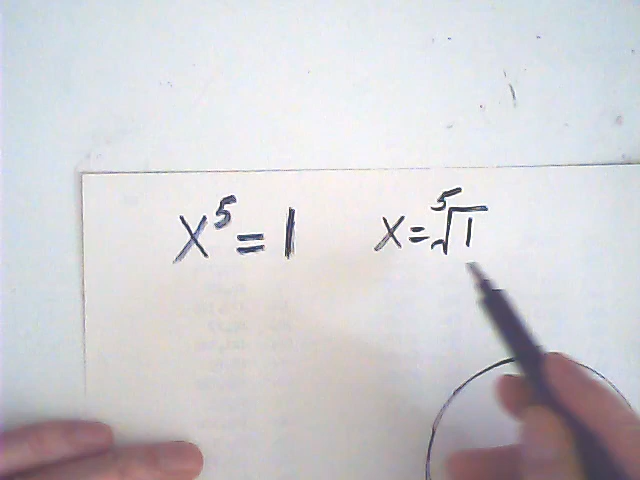 x⁵ = 1 x = ⁵√1